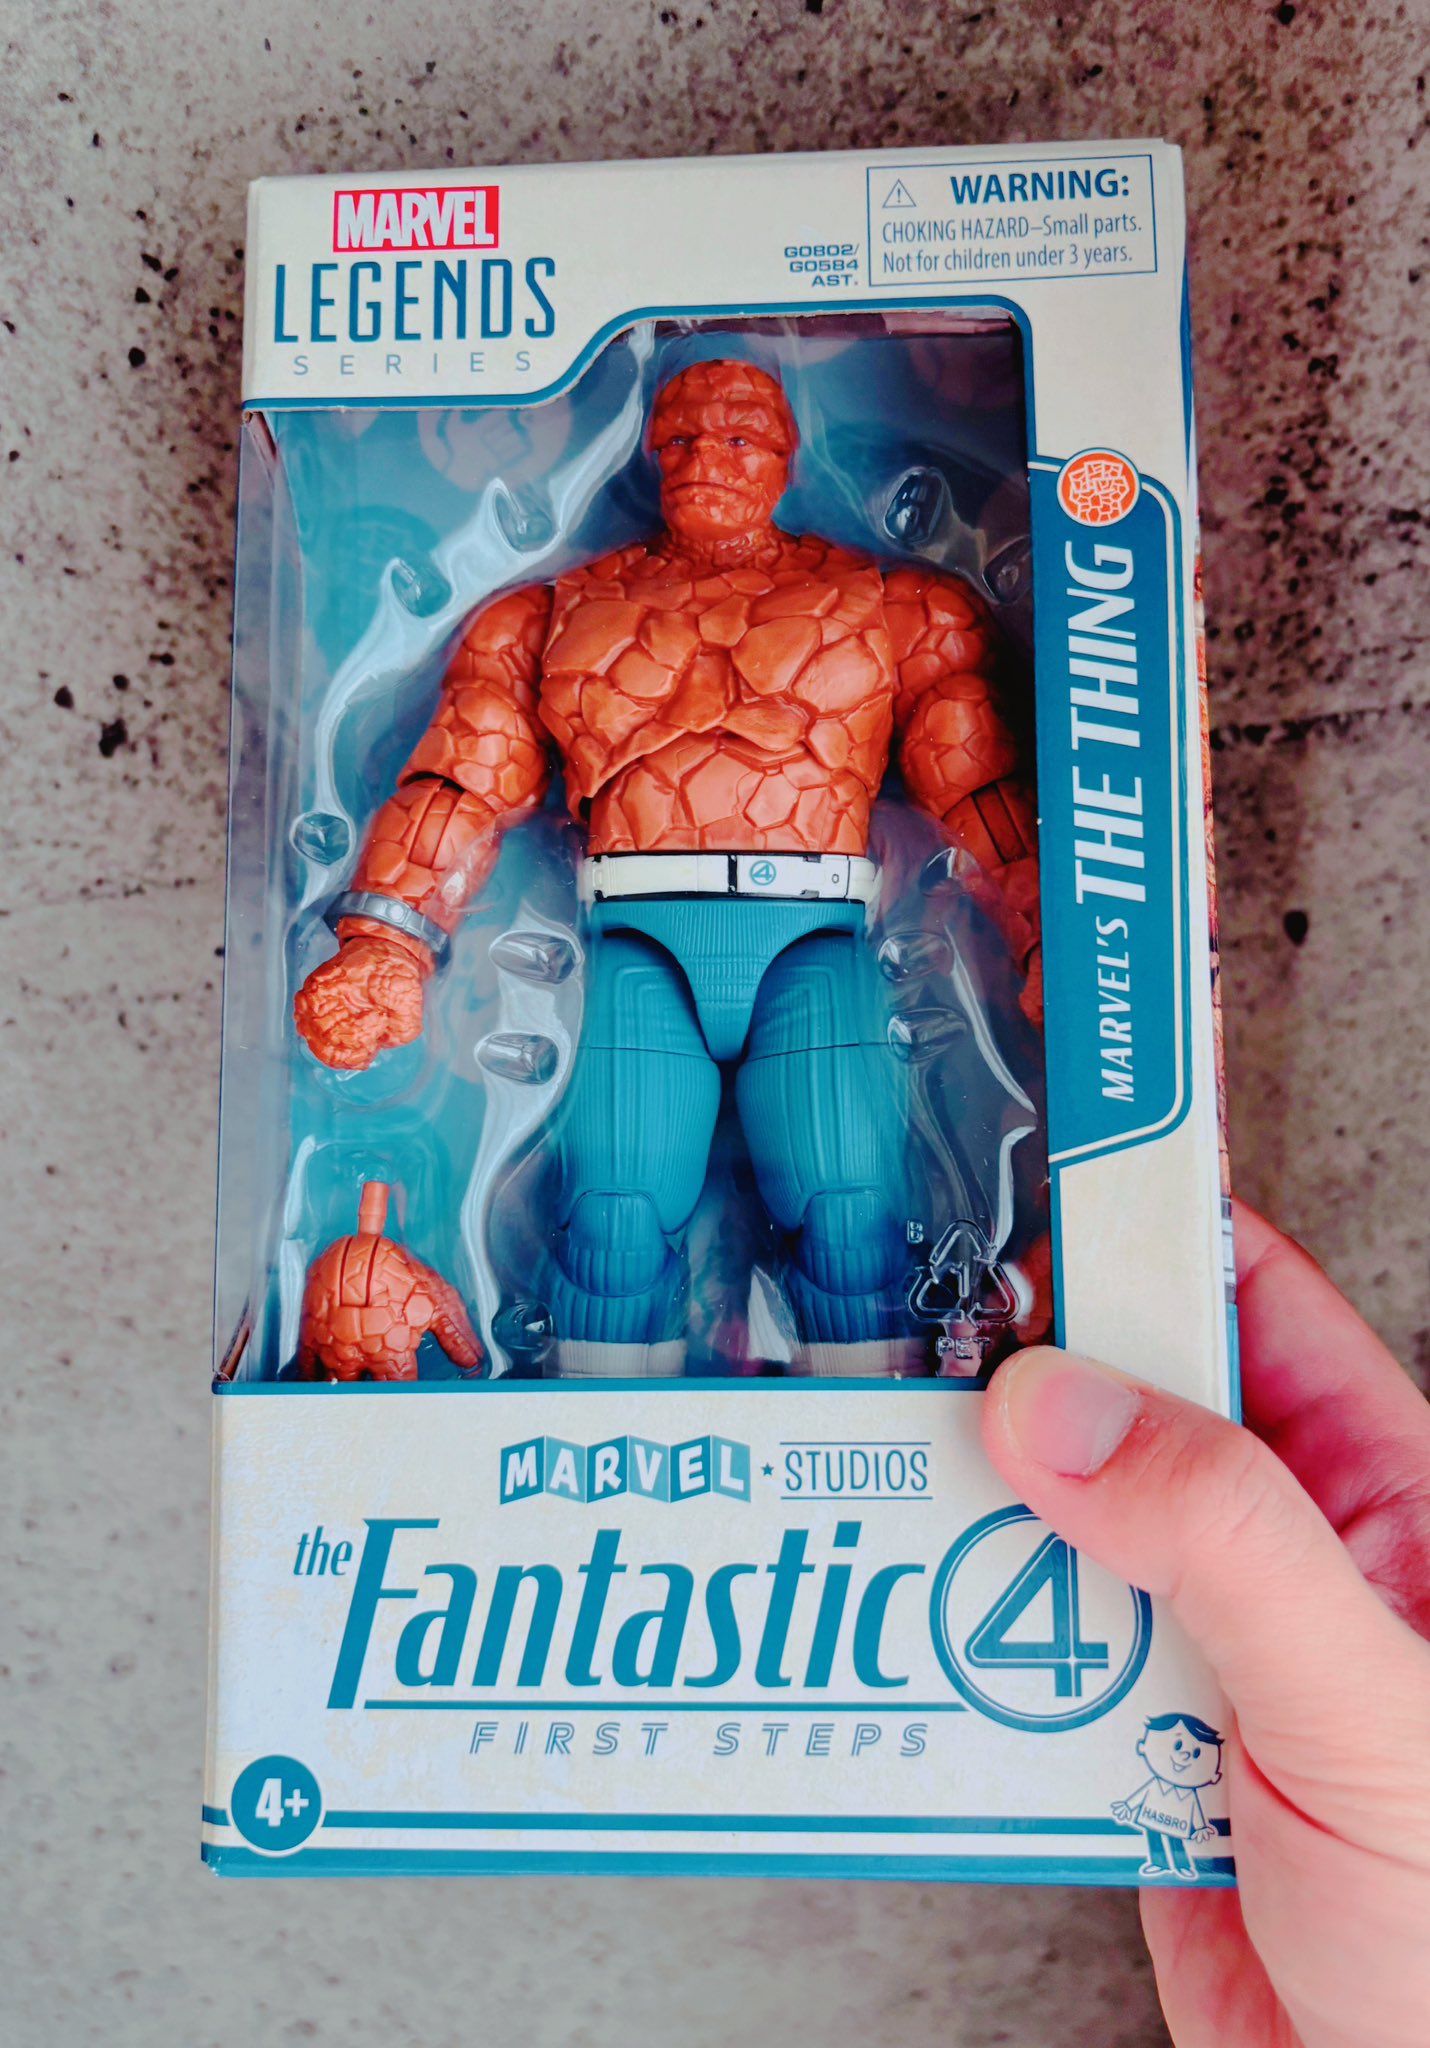 MARVEL
LEGENDS
SERIES
G0802/
G0584
AST.
WARNING:
CHOKING HAZARD–Small parts.
Not for children under 3 years.
MARVEL'S THE THING
4
PET
1
MARVEL STUDIOS
the Fantastic 4
FIRST STEPS
4+
HASBRO